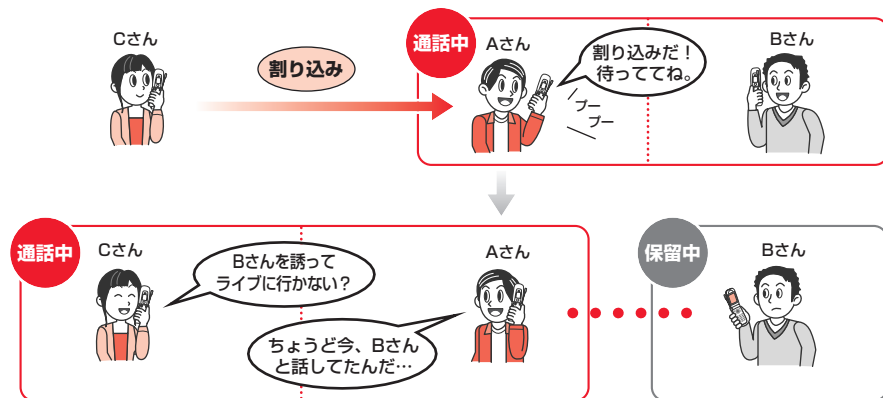 Cさん
割り込み
通話中
Aさん
割り込みだ！
待っててね。
プー
プー
Bさん
通話中
Cさん
Bさんを誘って
ライブに行かない？
Aさん
ちょうど今、Bさん
と話してたんだ…
保留中
Bさん